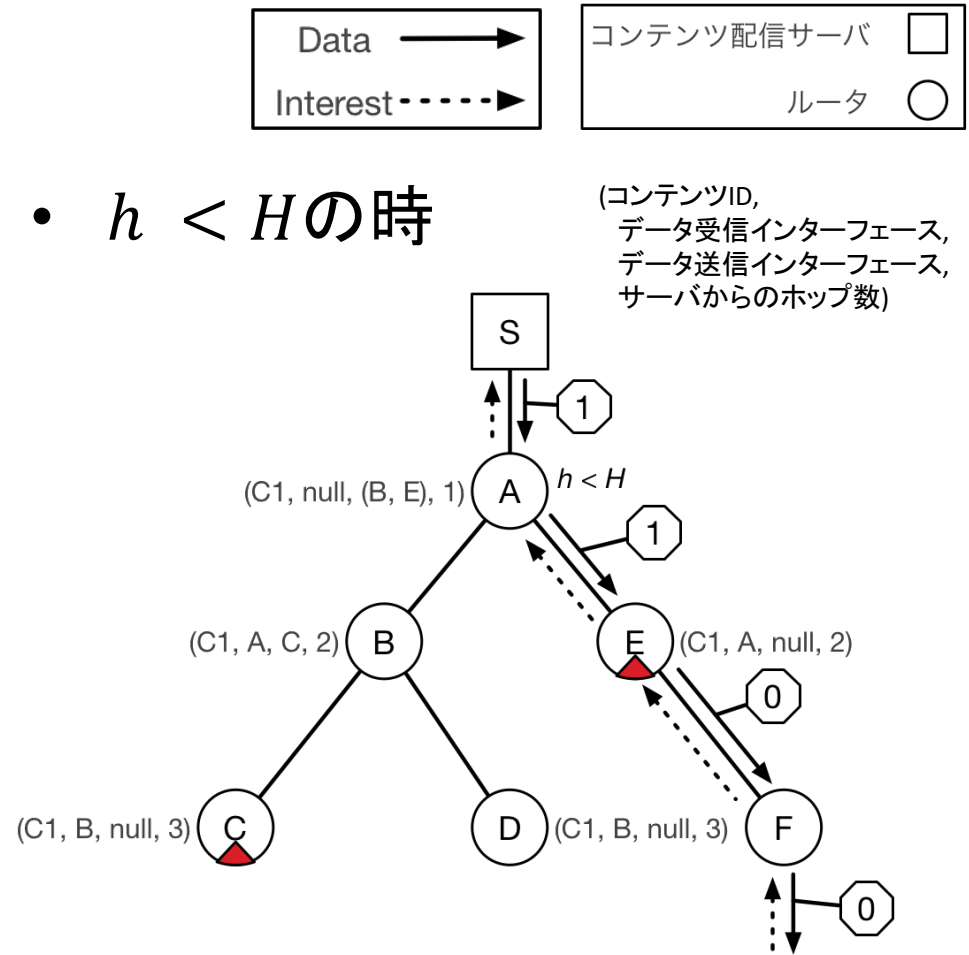 Data
Interest
コンテンツ配信サーバ
ルータ
• h < Hの時
(コンテンツID,
データ受信インターフェース,
データ送信インターフェース,
サーバからのホップ数)
S
1
(C1, null, (B, E), 1)
A
h < H
1
(C1, A, C, 2)
B
E
(C1, A, null, 2)
0
(C1, B, null, 3)
C
D
(C1, B, null, 3)
F
0